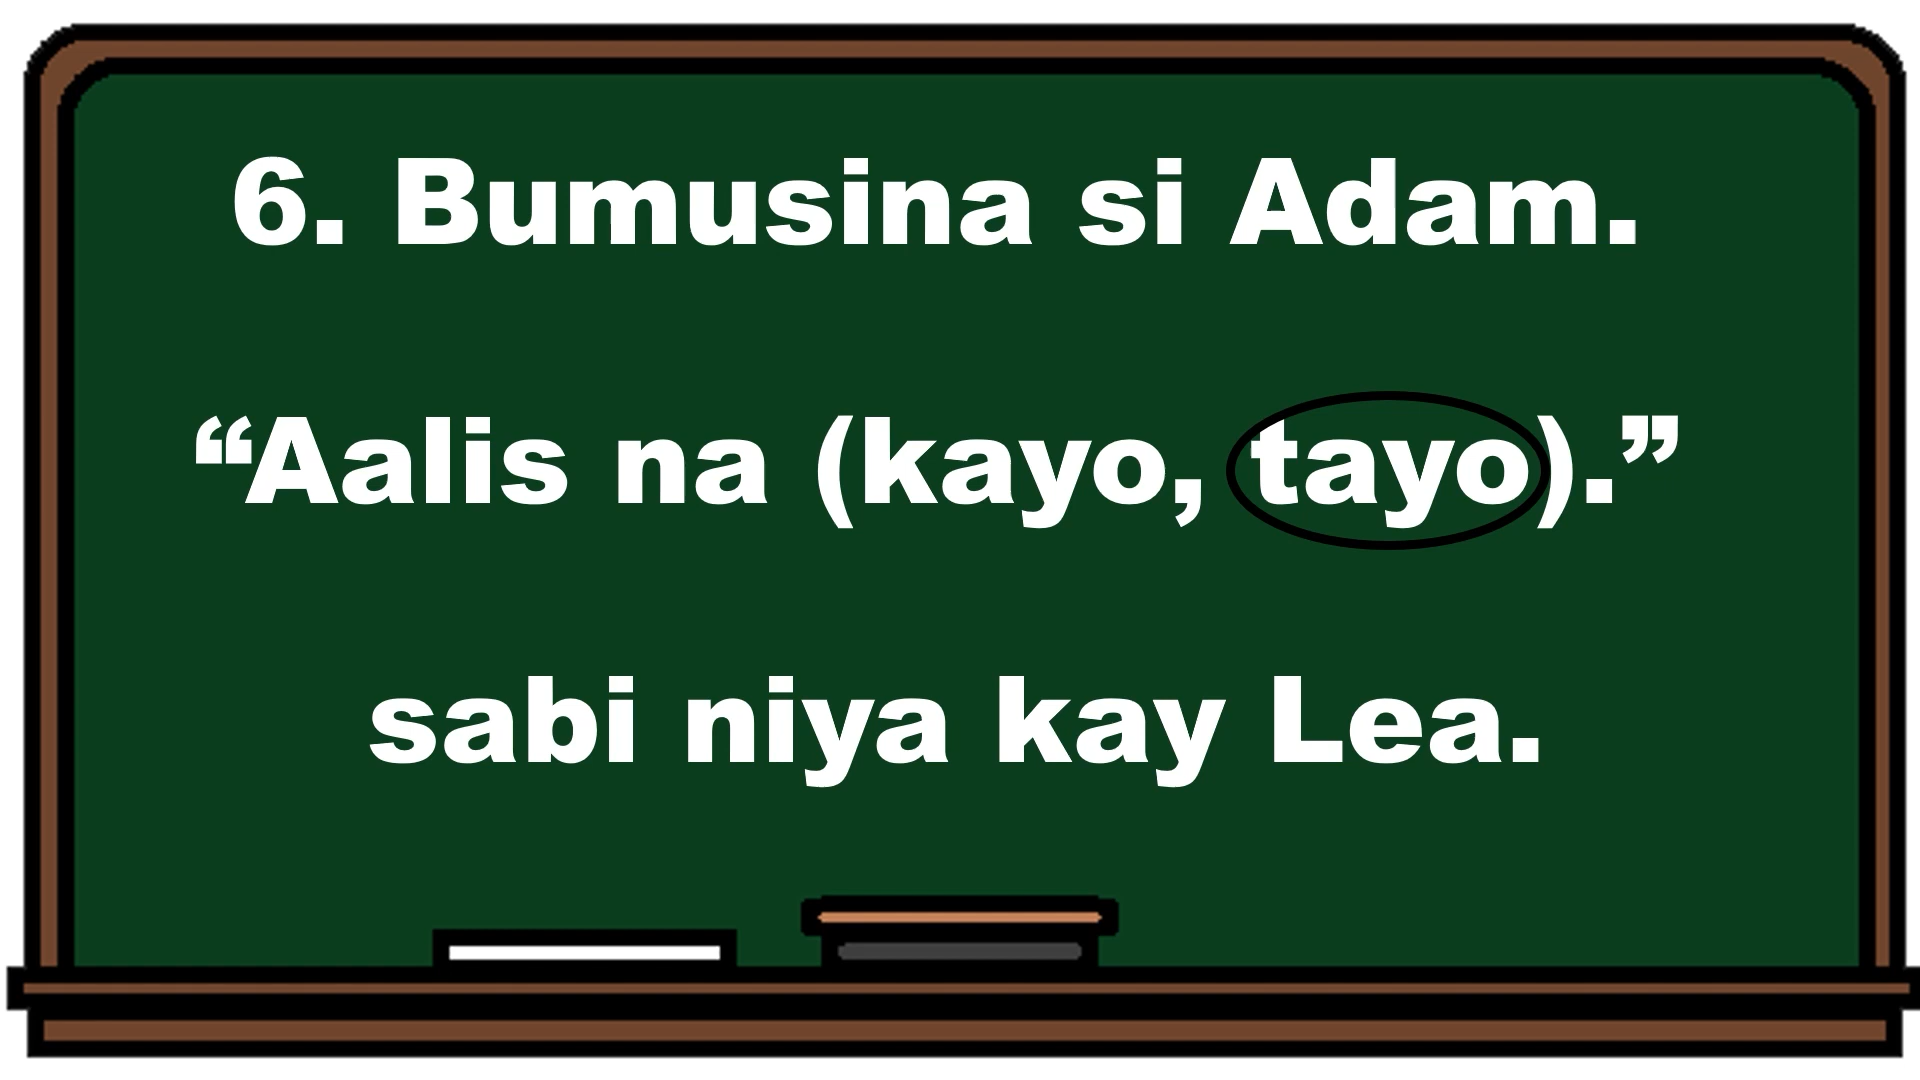 6. Bumusina si Adam.
“Aalis na (kayo, tayo).”
sabi niya kay Lea.